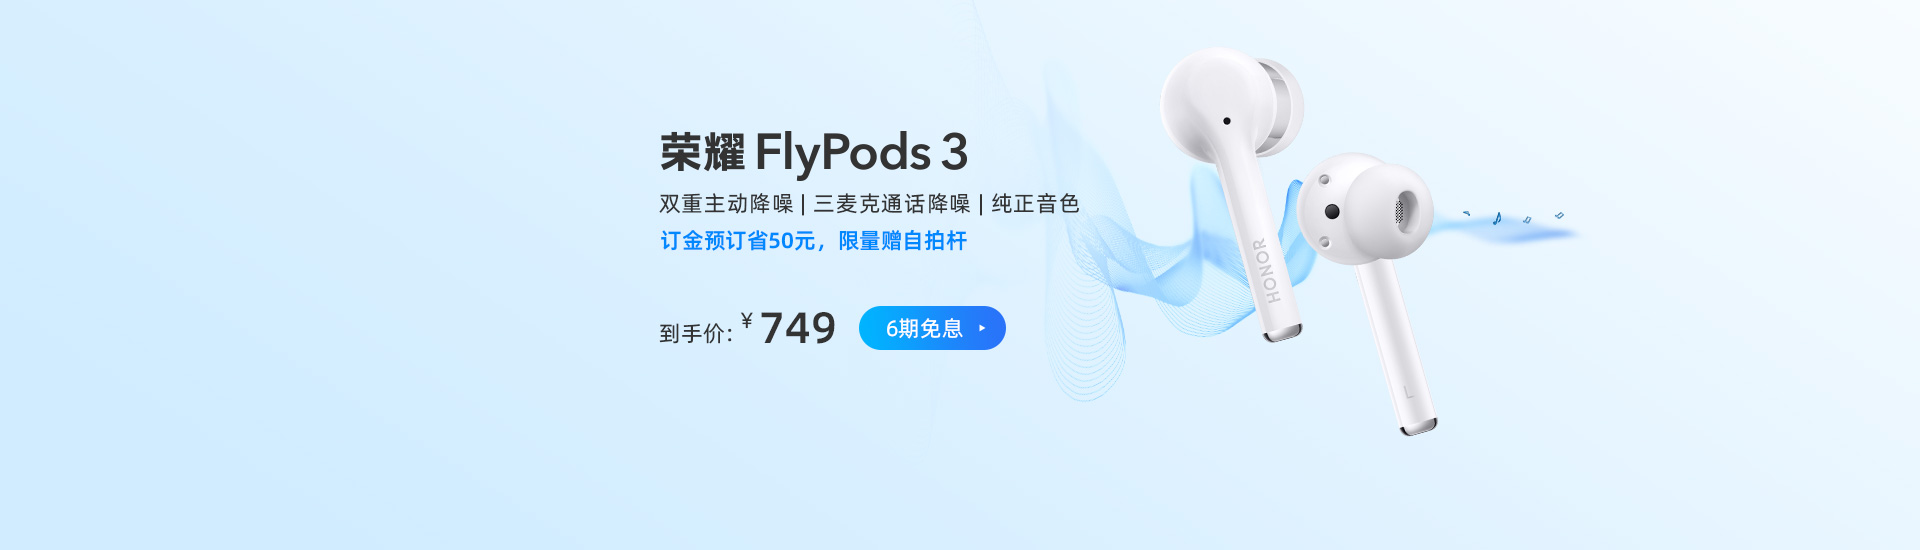 荣耀 FlyPods 3
双重主动降噪 | 三麦克通话降噪 | 纯正音色
订金预订省50元，限量赠自拍杆
到手价: ¥ 749
6期免息
HONOR
L